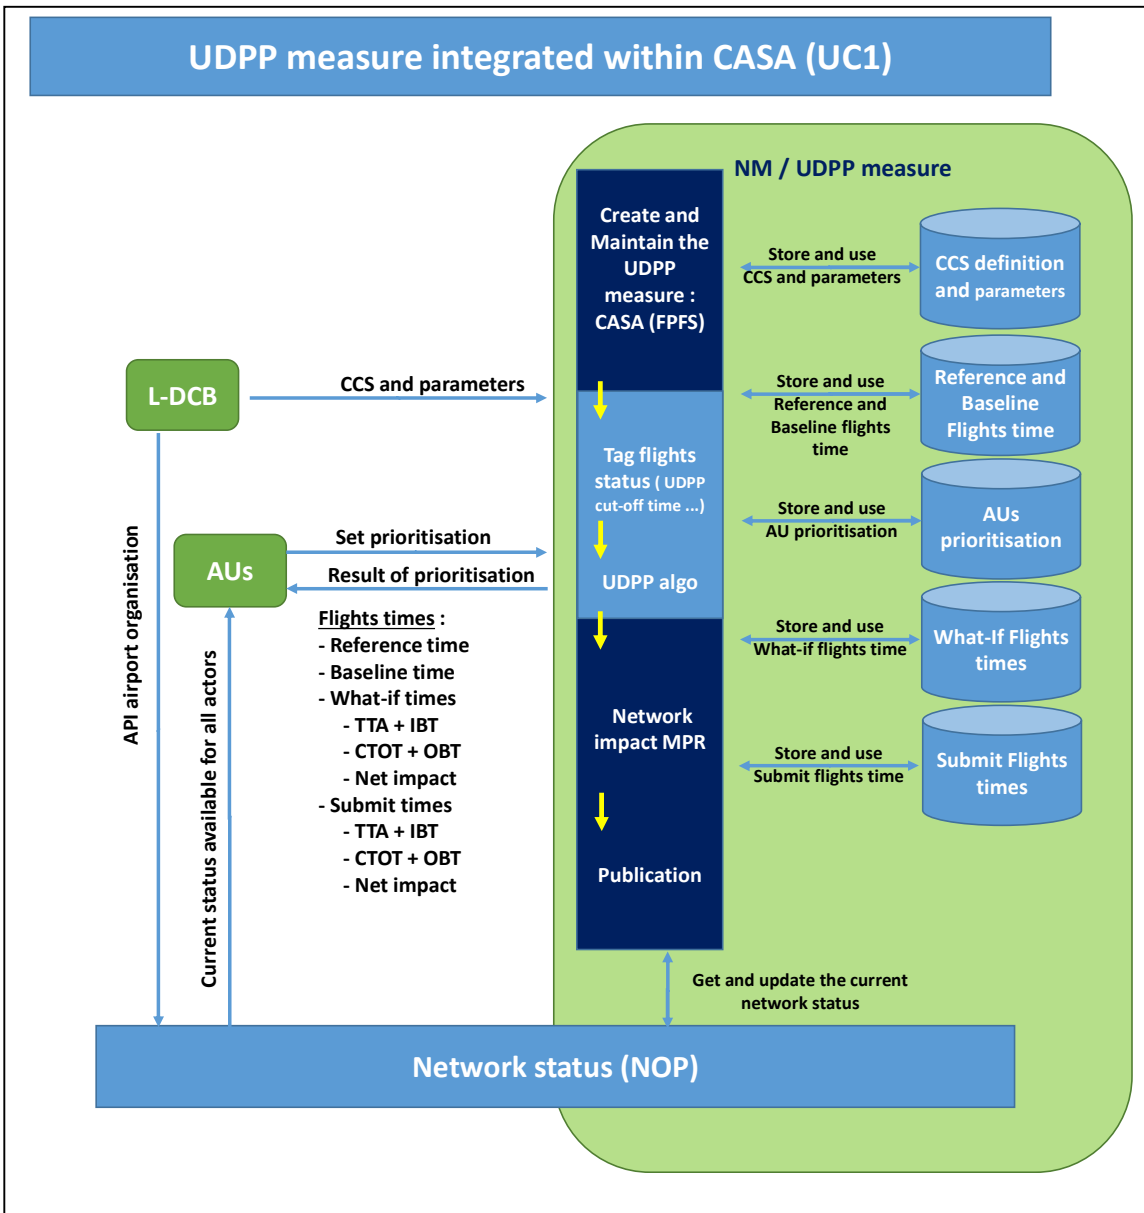 UDPP measure integrated within CASA (UC1)
NM / UDPP measure
Create and
Maintain the
UDPP
measure :
CASA (FPFS)
Store and use
CCS and parameters
CCS definition
and parameters
L-DCB
CCS and parameters
Store and use
Reference and
Baseline flights
time
Reference and
Baseline
Flights time
Tag flights
status ( UDPP
cut-off time ...)
Store and use
AU prioritisation
AUs
prioritisation
AUs
Set prioritisation
Result of prioritisation
UDPP algo
Flights times :
- Reference time
- Baseline time
- What-if times
- TTA + IBT
- CTOT + OBT
- Net impact
- Submit times
- TTA + IBT
- CTOT + OBT
- Net impact
API airport organisation
Current status available for all actors
Store and use
What-if flights time
What-If Flights
times
Network
impact MPR
Store and use
Submit flights time
Submit Flights
times
Publication
Get and update the current
network status
Network status (NOP)